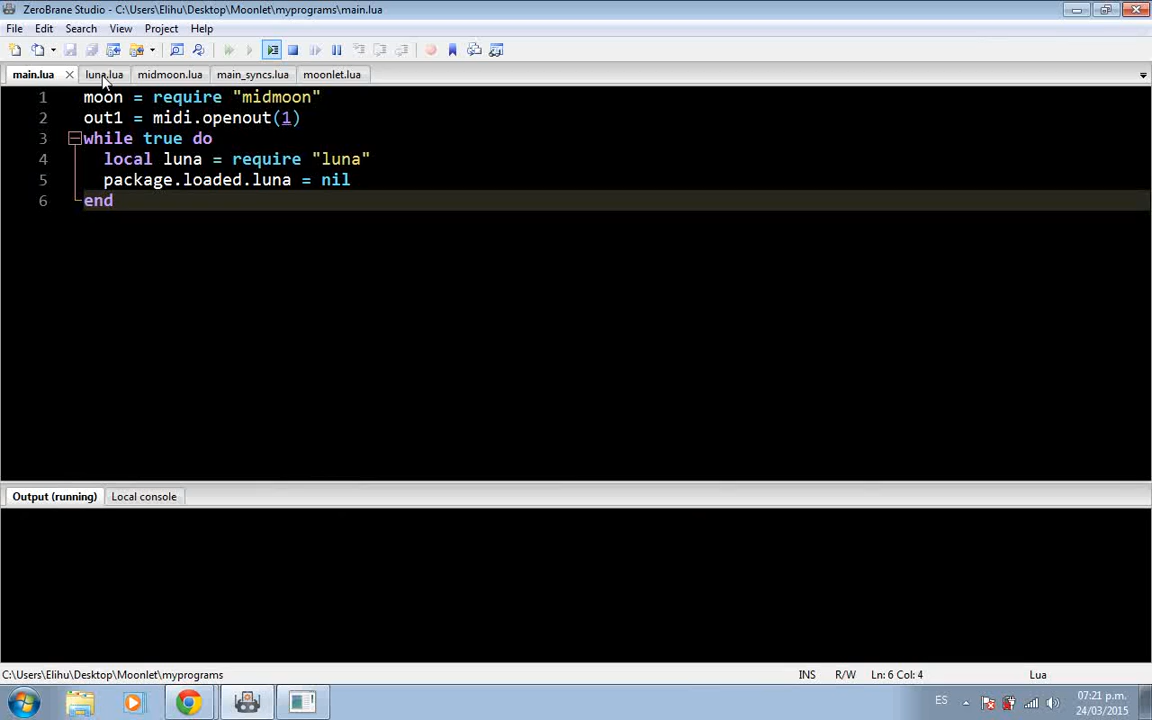 ZeroBrane Studio - C:\Users\Elihu\Desktop\Moonlet\myprograms\main.lua
File Edit Search View Project Help
main.lua luna.lua midmoon.lua main_syncs.lua moonlet.lua
1 moon = require "midmoon"
2 out1 = midi.openout(1)
3 while true do
4 local luna = require "luna"
5 package.loaded.luna = nil
6 end
Output (running) Local console
C:\Users\Elihu\Desktop\Moonlet\myprograms INS R/W Ln: 6 Col: 4 Lua
ES 07:21 p.m.
24/03/2015